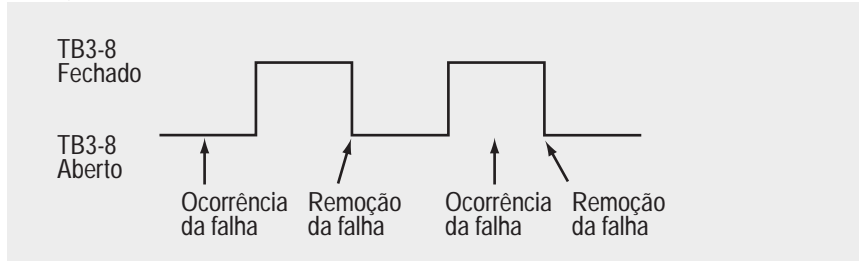 TB3-8
Fechado
TB3-8
Aberto
Ocorrência
da falha
Remoção
da falha
Ocorrência
da falha
Remoção
da falha